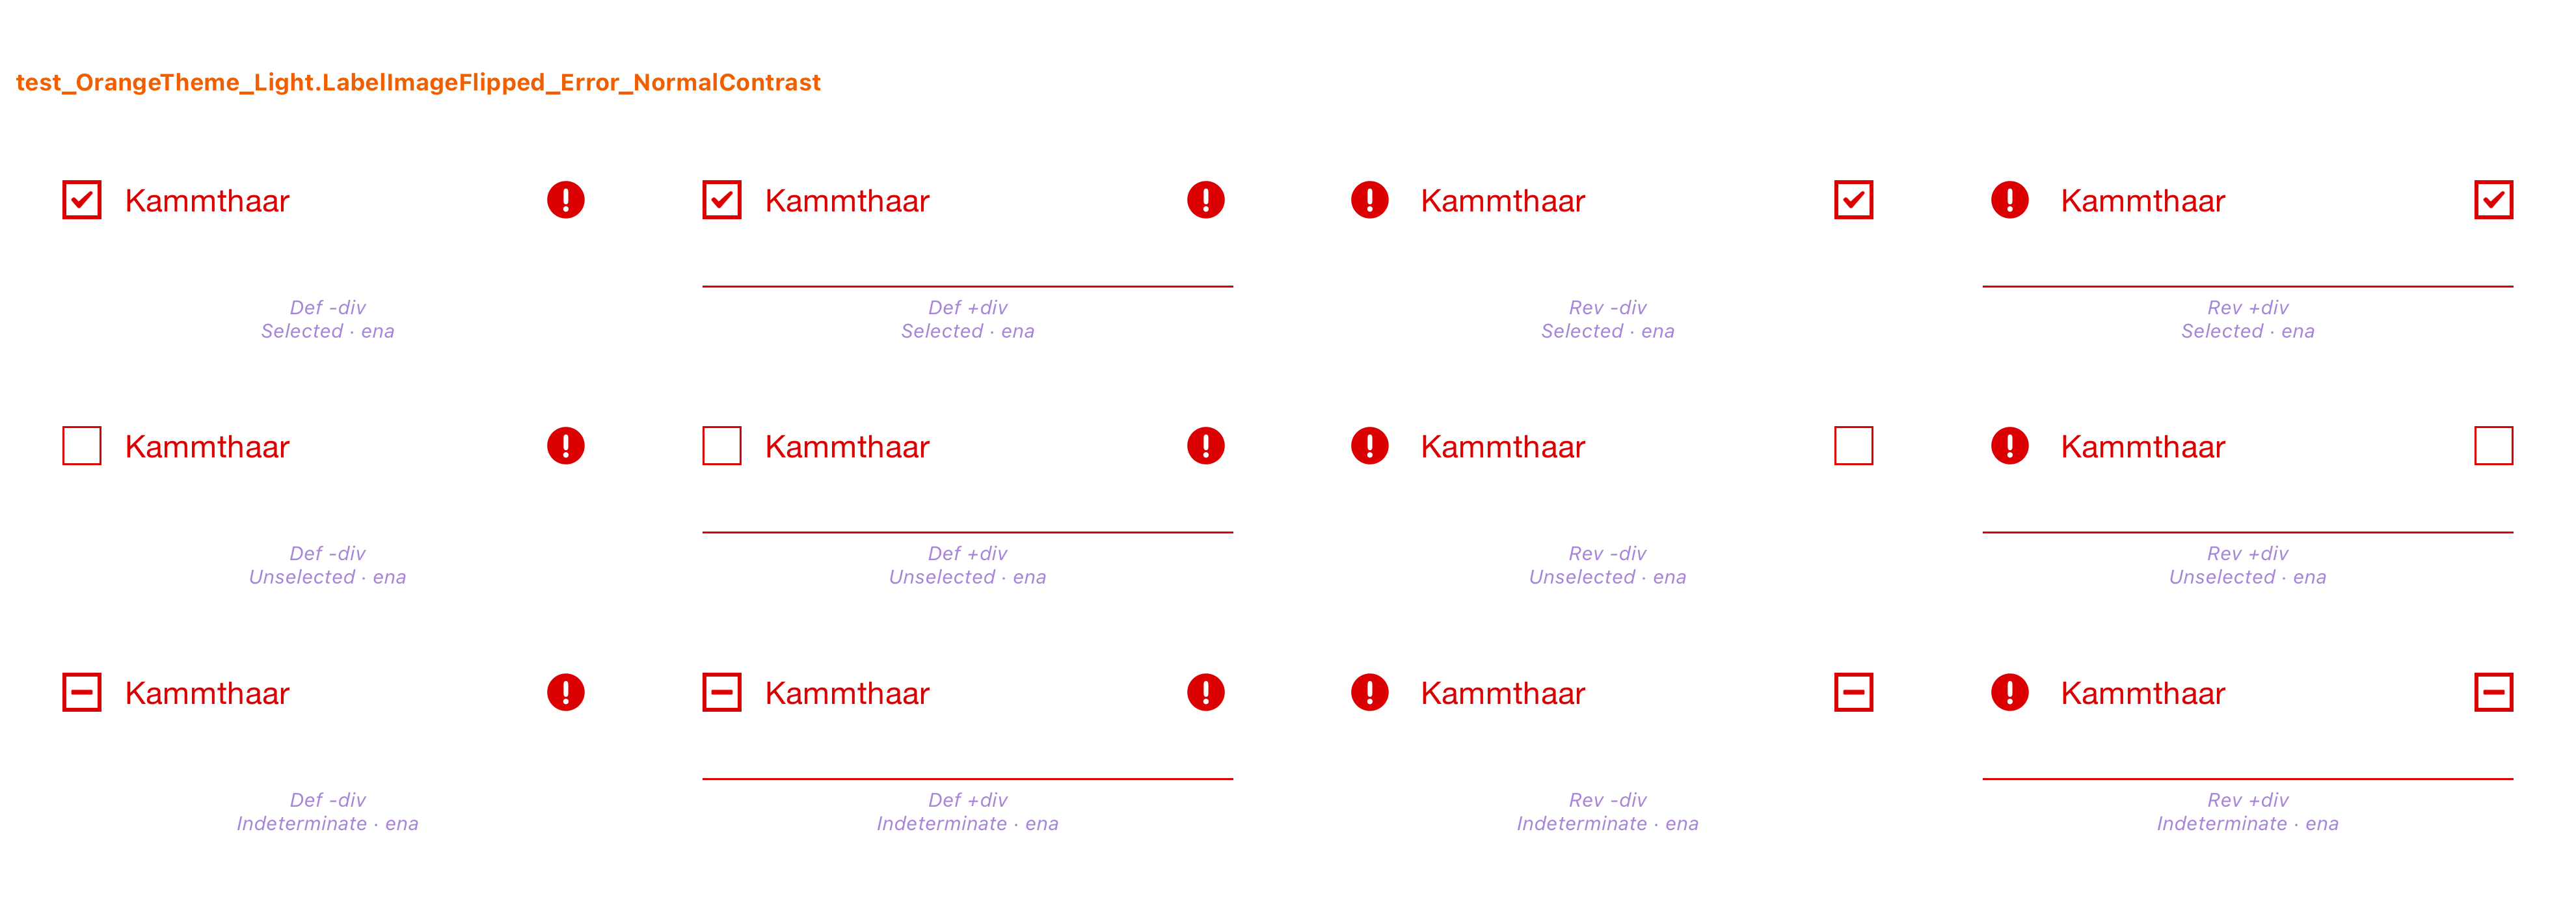 test_OrangeTheme_Light.LabelImageFlipped_Error_NormalContrast
Kammthaar
Kammthaar
Kammthaar
Kammthaar
Def -div
Selected · ena
Def +div
Selected · ena
Rev -div
Selected · ena
Rev +div
Selected · ena
Kammthaar
Kammthaar
Kammthaar
Kammthaar
Def -div
Unselected · ena
Def +div
Unselected · ena
Rev -div
Unselected · ena
Rev +div
Unselected · ena
Kammthaar
Kammthaar
Kammthaar
Kammthaar
Def -div
Indeterminate · ena
Def +div
Indeterminate · ena
Rev -div
Indeterminate · ena
Rev +div
Indeterminate · ena